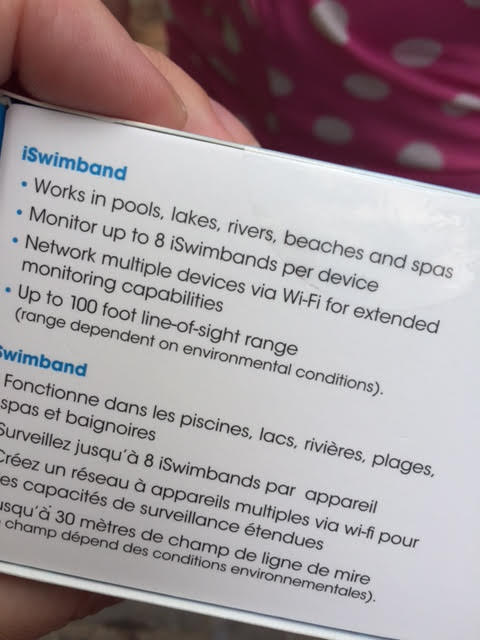 iSwimband
• Works in pools, lakes, rivers, beaches and spas
• Monitor up to 8 iSwimbands per device
• Network multiple devices via Wi-Fi for extended
monitoring capabilities
• Up to 100 foot line-of-sight range
(range dependent on environmental conditions).
Swimband
Fonctionne dans les piscines, lacs, rivières, plages,
spas et baignoires
Surveillez jusqu'à 8 iSwimbands par appareil
Créez un réseau à appareils multiples via wi-fi pour
es capacités de surveillance étendues
usqu'à 30 mètres de champ de ligne de mire
champ dépend des conditions environnementales).